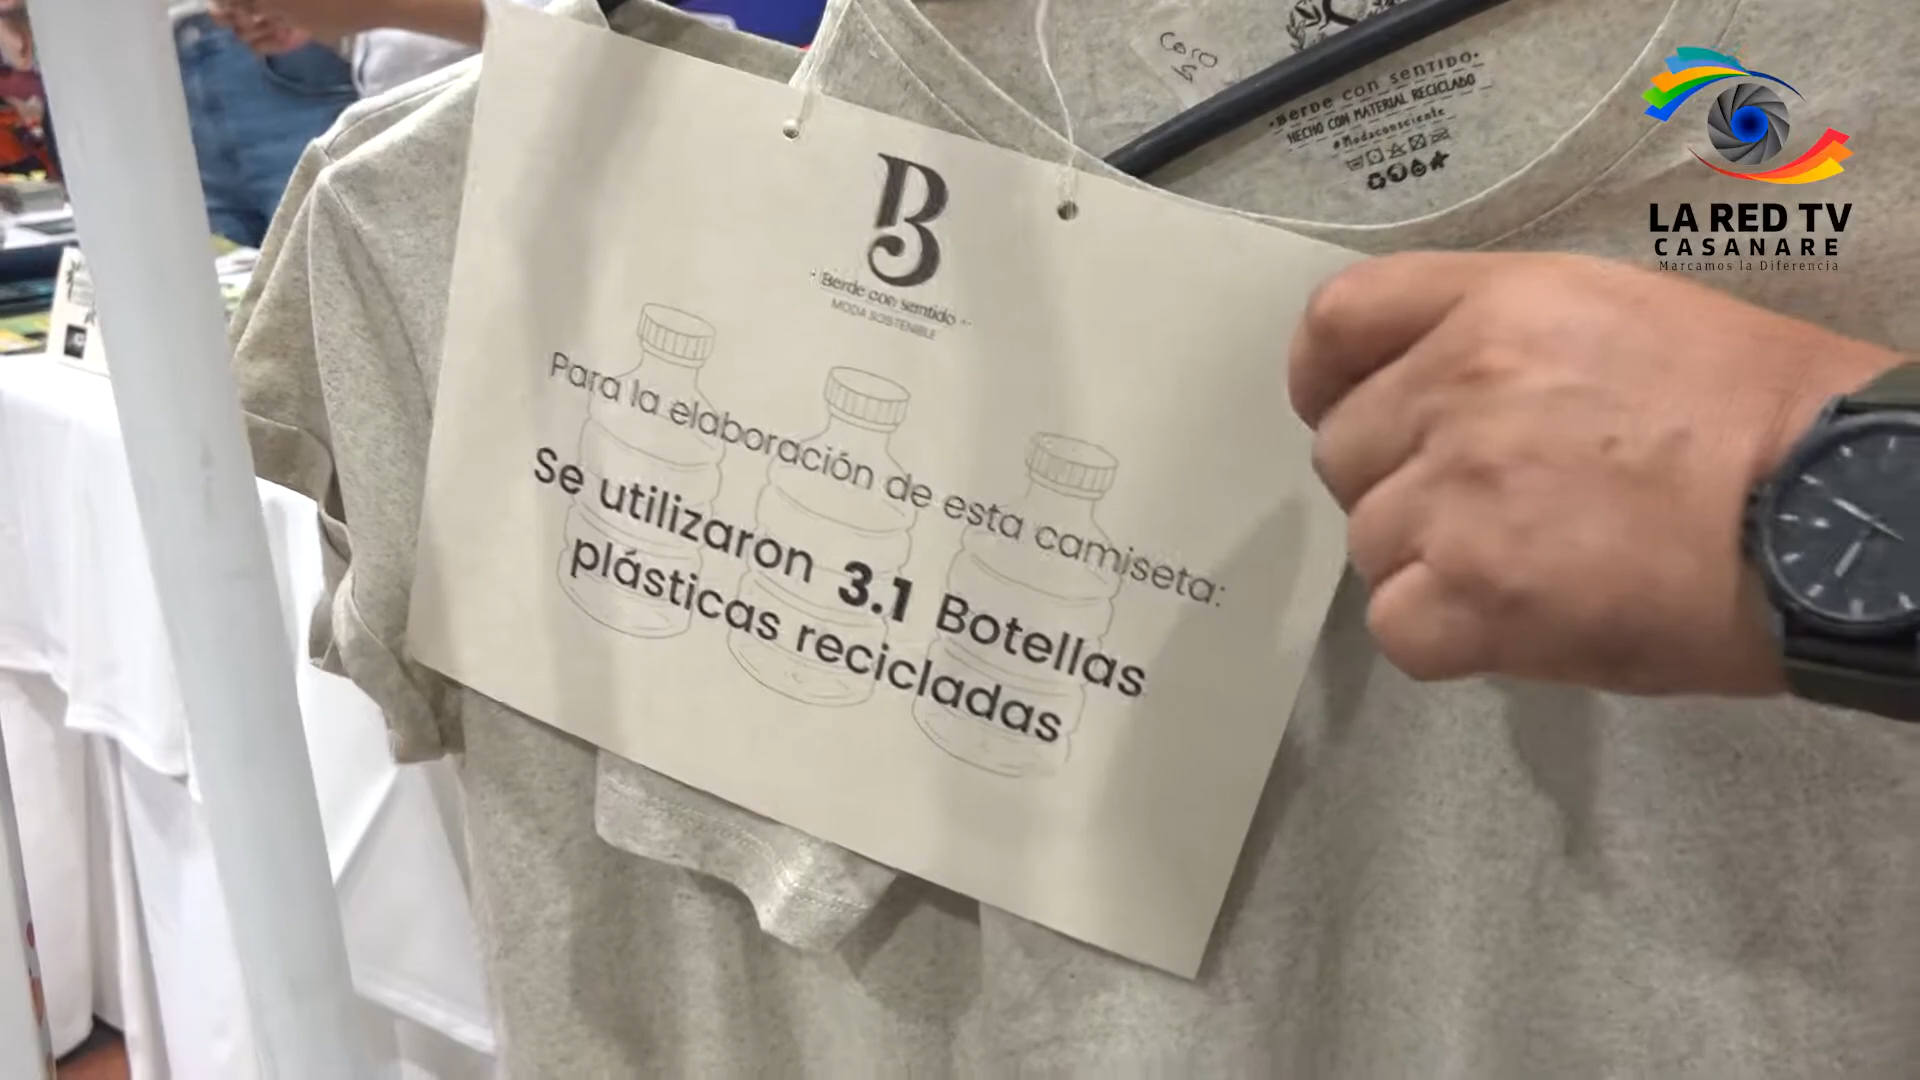 B
• Berde con sentido •
MODA SOSTENIBLE
Para la elaboración de esta camiseta:
Se utilizaron 3.1 Botellas
plásticas recicladas
•Berde con sentido•
HECHO CON MATERIAL RECICLADO
#Modaconsciente
LA RED TV
CASANARE
Marcamos la Diferencia